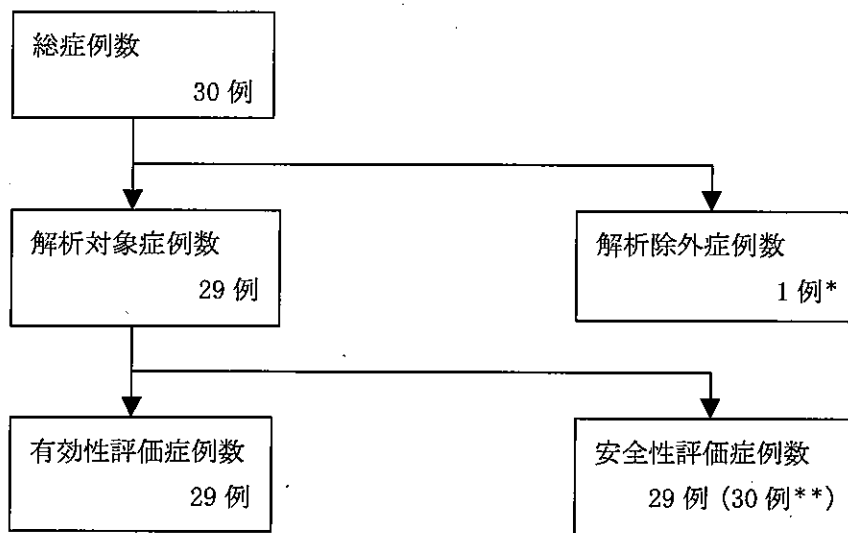 総症例数
30 例
解析対象症例数
29 例
解析除外症例数
1 例*
有効性評価症例数
29 例
安全性評価症例数
29 例 (30 例**)